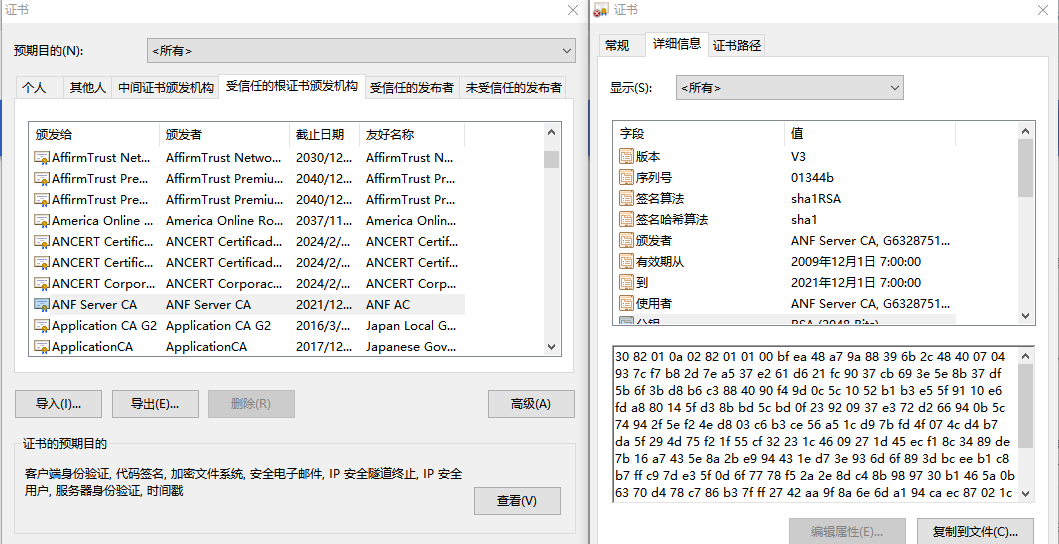 证书
预期目的(N):
<所有>
个人
其他人
中间证书颁发机构
受信任的根证书颁发机构
受信任的发布者
未受信任的发布者
颁发给 颁发者 截止日期 友好名称
AffirmTrust Net... AffirmTrust Netwo... 2030/12... AffirmTrust N...
AffirmTrust Pre... AffirmTrust Premiu... 2040/12... AffirmTrust Pr...
AffirmTrust Pre... AffirmTrust Premiu... 2040/12... AffirmTrust Pr...
America Online ... America Online Ro... 2037/11... America Onlin...
ANCERT Certific... ANCERT Certificad... 2024/2/... ANCERT Certif...
ANCERT Certific... ANCERT Certificad... 2024/2/... ANCERT Certif...
ANCERT Corpor... ANCERT Corporac... 2024/2/... ANCERT Corp...
ANF Server CA ANF Server CA 2021/12... ANF AC
Application CA G2 Application CA G2 2016/3/... Japan Local G...
ApplicationCA ApplicationCA 2017/12... Japanese Gov...
导入(I)...
导出(E)...
删除(R)
高级(A)
证书的预期目的
客户端身份验证, 代码签名, 加密文件系统, 安全电子邮件, IP 安全隧道终止, IP 安全
用户, 服务器身份验证, 时间戳
查看(V)
证书
常规
详细信息
证书路径
显示(S):
<所有>
字段 值
版本 V3
序列号 01344b
签名算法 sha1RSA
签名哈希算法 sha1
颁发者 ANF Server CA, G6328751...
有效期从 2009年12月1日 7:00:00
到 2021年12月1日 7:00:00
使用者 ANF Server CA, G6328751...
公钥 RSA (2048 Bits)
30 82 01 0a 02 82 01 01 00 bf ea 48 a7 9a 88 39 6b 2c 48 40 07 04
93 7c f7 b8 2d 7e a5 37 e2 61 d6 21 fc 90 37 cb 69 3e 5e 8b 37 df
5b 6f 3b d8 b6 c3 88 40 90 f4 9d 0c 5c 10 52 b1 b3 e5 5f 91 10 e6
fd a8 80 14 5f d3 8b bd 5c bd 0f 23 92 09 37 e3 72 d2 66 94 0b 5c
74 94 2f 5e f2 4e d8 03 c6 b3 ce 56 a5 1c d9 7b fd 4f 07 4c d4 b7
da 5f 29 4d 75 f2 1f 55 cf 32 23 1c 46 09 27 1d 45 ec f1 8c 34 89 de
7b 16 a7 43 5e 8a 2b e9 94 43 1e d7 3e 93 6d 6f 89 3d bc ee b1 c8
b7 ff c9 7d e3 5f 0d 6f 77 78 f5 2a 2e 8d c4 8b 98 97 30 b1 46 5a 0b
63 70 d4 78 c7 86 b3 7f ff 27 42 aa 9f 8a 6e 6d a1 94 ca ec 87 02 1c
编辑属性(E)...
复制到文件(C)...